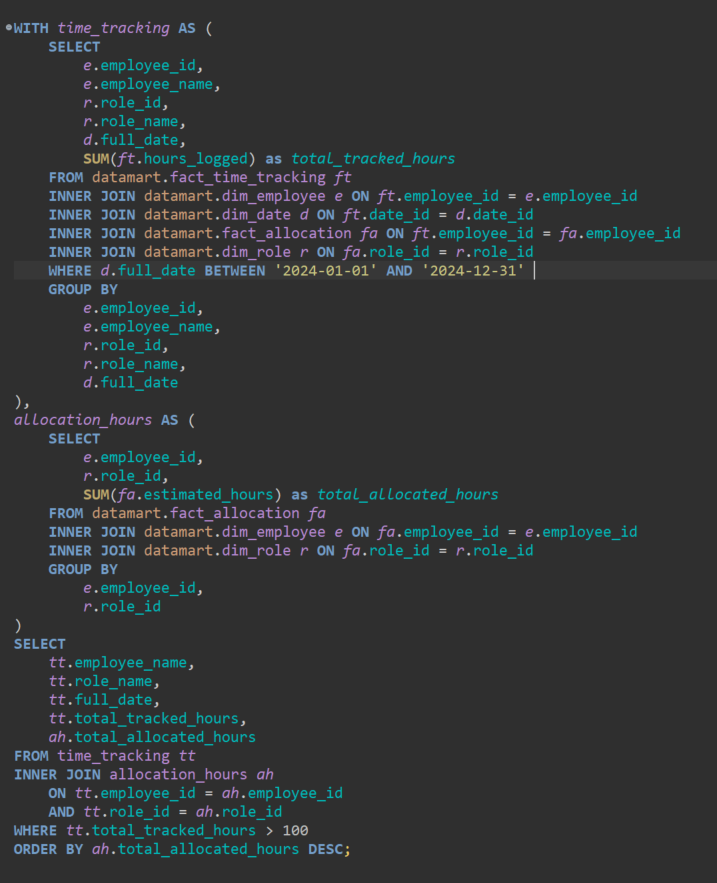 WITH time_tracking AS (
    SELECT
        e.employee_id,
        e.employee_name,
        r.role_id,
        r.role_name,
        d.full_date,
        SUM(ft.hours_logged) as total_tracked_hours
    FROM datamart.fact_time_tracking ft
    INNER JOIN datamart.dim_employee e ON ft.employee_id = e.employee_id
    INNER JOIN datamart.dim_date d ON ft.date_id = d.date_id
    INNER JOIN datamart.fact_allocation fa ON ft.employee_id = fa.employee_id
    INNER JOIN datamart.dim_role r ON fa.role_id = r.role_id
    WHERE d.full_date BETWEEN '2024-01-01' AND '2024-12-31'
    GROUP BY
        e.employee_id,
        e.employee_name,
        r.role_id,
        r.role_name,
        d.full_date
),
allocation_hours AS (
    SELECT
        e.employee_id,
        r.role_id,
        SUM(fa.estimated_hours) as total_allocated_hours
    FROM datamart.fact_allocation fa
    INNER JOIN datamart.dim_employee e ON fa.employee_id = e.employee_id
    INNER JOIN datamart.dim_role r ON fa.role_id = r.role_id
    GROUP BY
        e.employee_id,
        r.role_id
)
SELECT
    tt.employee_name,
    tt.role_name,
    tt.full_date,
    tt.total_tracked_hours,
    ah.total_allocated_hours
FROM time_tracking tt
INNER JOIN allocation_hours ah
    ON tt.employee_id = ah.employee_id
    AND tt.role_id = ah.role_id
WHERE tt.total_tracked_hours > 100
ORDER BY ah.total_allocated_hours DESC;